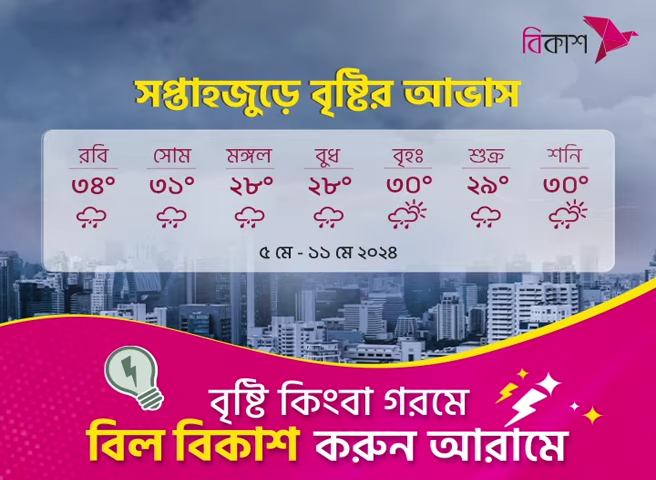 বিকাশ
সপ্তাহজুড়ে বৃষ্টির আভাস
রবি সোম মঙ্গল বুধ বৃহঃ শুক্র শনি
৩৪° ৩১° ২৮° ২৮° ৩০° ২৯° ৩০°
৫ মে - ১১ মে ২০২৪
বৃষ্টি কিংবা গরমে
বিল বিকাশ করুন আরামে